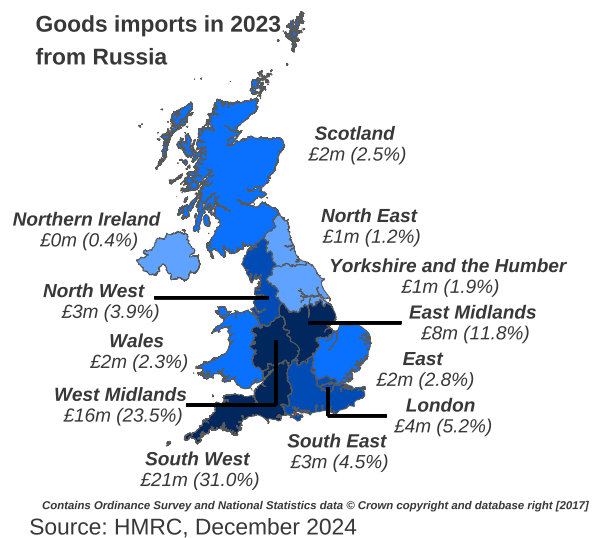 Goods imports in 2023
from Russia
Scotland
£2m (2.5%)
Northern Ireland
£0m (0.4%)
North East
£1m (1.2%)
Yorkshire and the Humber
£1m (1.9%)
North West
£3m (3.9%)
East Midlands
£8m (11.8%)
Wales
£2m (2.3%)
East
£2m (2.8%)
West Midlands
£16m (23.5%)
London
£4m (5.2%)
South East
£3m (4.5%)
South West
£21m (31.0%)
Contains Ordinance Survey and National Statistics data © Crown copyright and database right [2017]
Source: HMRC, December 2024